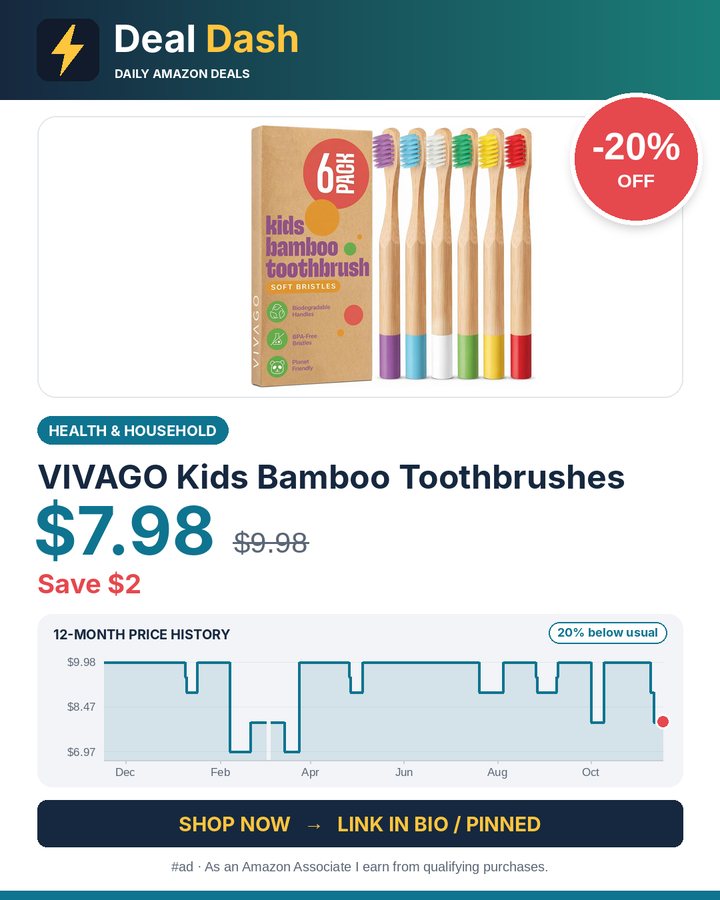 Deal Dash
DAILY AMAZON DEALS
-20%
OFF
6 PACK
kids
bamboo
toothbrush
SOFT BRISTLES
Biodegradable
Handles
BPA-Free
Bristles
Planet
Friendly
VIVAGO
HEALTH & HOUSEHOLD
VIVAGO Kids Bamboo Toothbrushes
$7.98 $9.98
Save $2
12-MONTH PRICE HISTORY
20% below usual
$9.98
$8.47
$6.97
Dec Feb Apr Jun Aug Oct
SHOP NOW → LINK IN BIO / PINNED
#ad · As an Amazon Associate I earn from qualifying purchases.